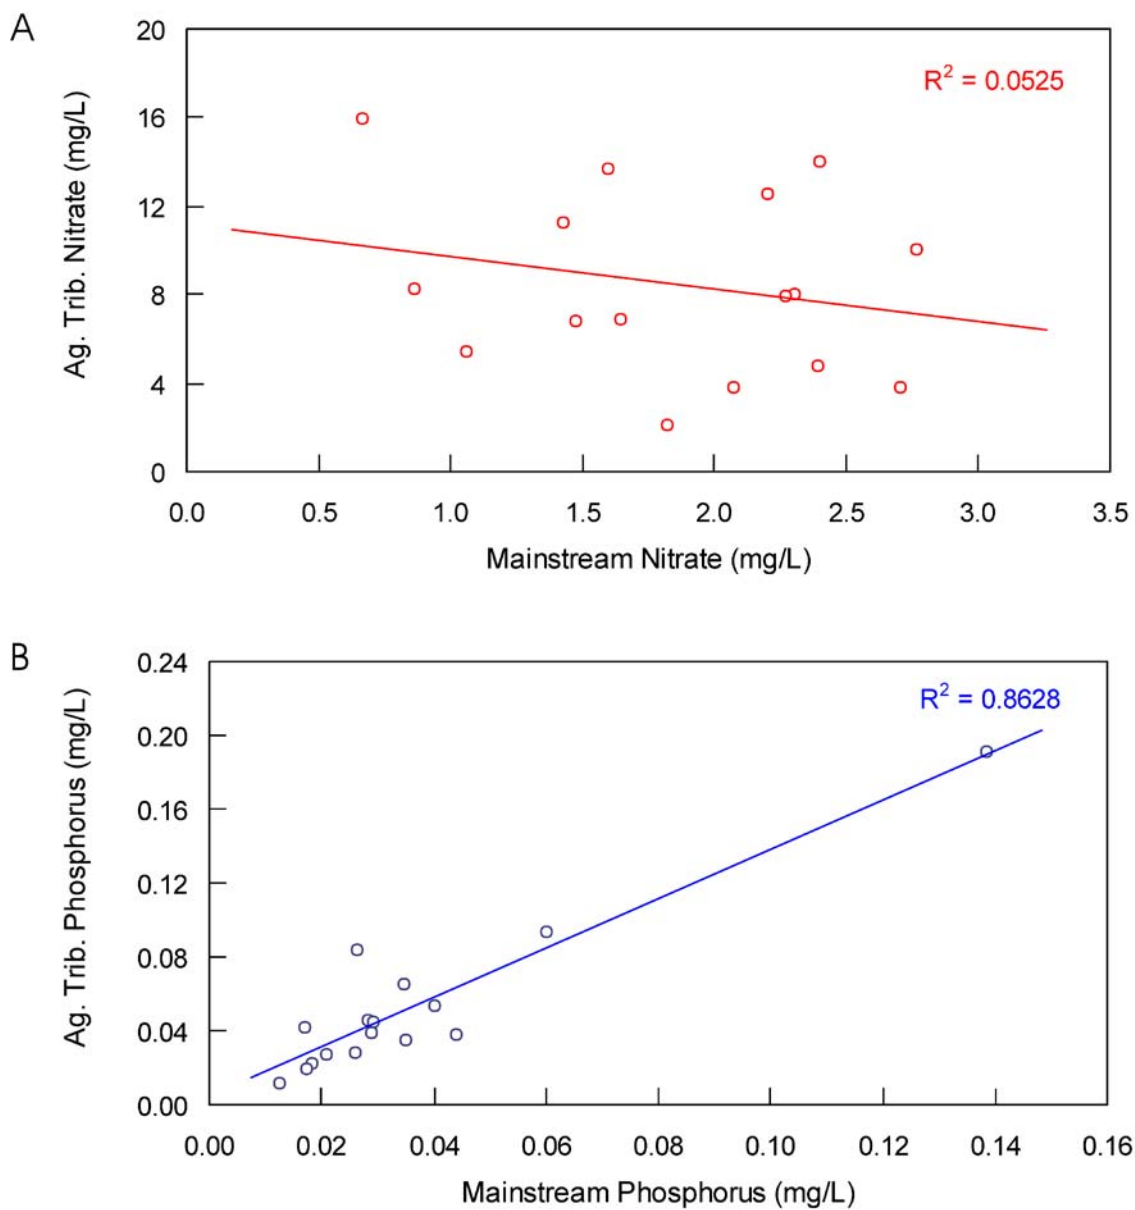 A
20
R² = 0.0525
16
12
8
4
0
Ag. Trib. Nitrate (mg/L)
0.0 0.5 1.0 1.5 2.0 2.5 3.0 3.5
Mainstream Nitrate (mg/L)
B
0.24
R² = 0.8628
0.20
0.16
0.12
0.08
0.04
0.00
Ag. Trib. Phosphorus (mg/L)
0.00 0.02 0.04 0.06 0.08 0.10 0.12 0.14 0.16
Mainstream Phosphorus (mg/L)